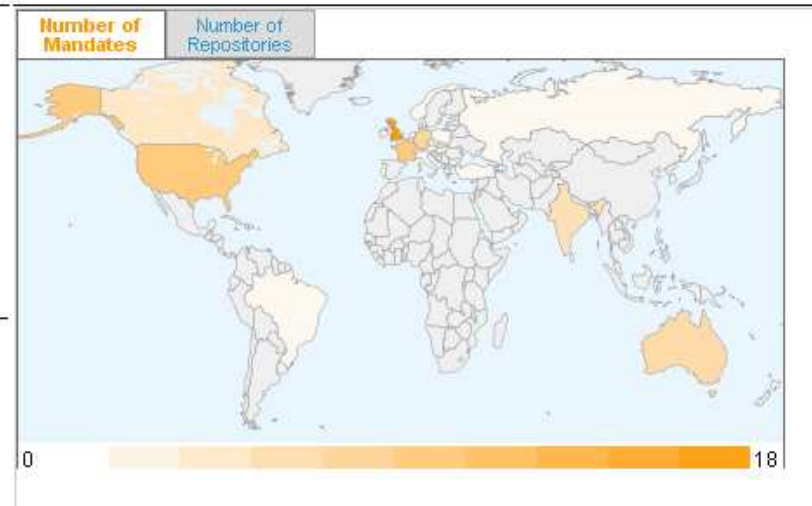 Number of
Mandates
Number of
Repositories
0
18